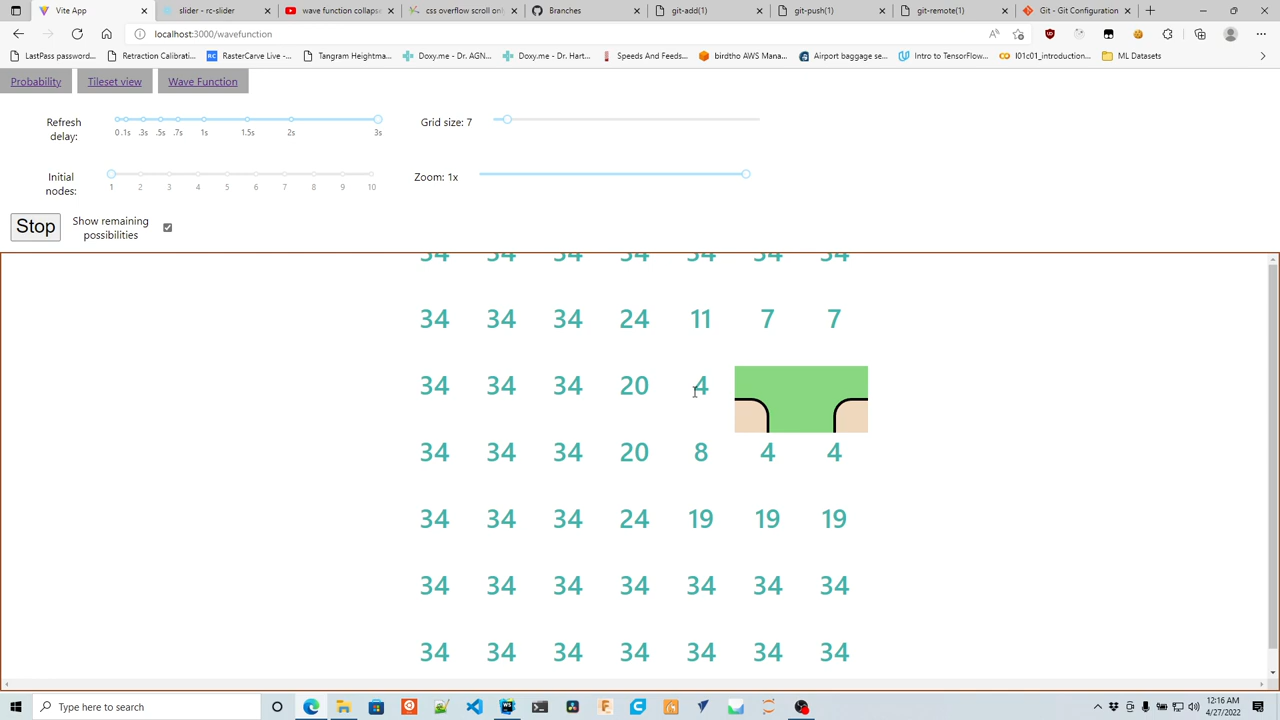 Vite App
slider - rc-slider
wave function collaps
css overflow scroll only
Branches
git-add(1)
git-push(1)
git-remote(1)
Git - Git Configuration
localhost:3000/wavefunction
LastPass password...
Retraction Calibrati...
RasterCarve Live -...
Tangram Heightma...
Doxy.me - Dr. AGN...
Doxy.me - Dr. Hart...
Speeds And Feeds...
birdtho AWS Mana...
Airport baggage se...
Intro to TensorFlow...
l01c01_introduction...
ML Datasets
Probability
Tileset view
Wave Function
Refresh delay:
0 .1s .3s .5s .7s 1s 1.5s 2s 3s
Grid size: 7
Initial nodes:
1 2 3 4 5 6 7 8 9 10
Zoom: 1x
Stop
Show remaining possibilities
34 34 34 34 34 34 34
34 34 34 24 11 7 7
34 34 34 20 4
34 34 34 20 8 4 4
34 34 34 24 19 19 19
34 34 34 34 34 34 34
34 34 34 34 34 34 34
Type here to search
12:16 AM
4/27/2022